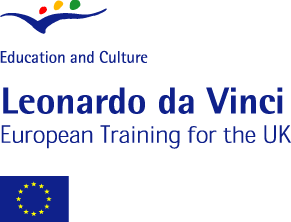 Education and Culture
Leonardo da Vinci
European Training for the UK